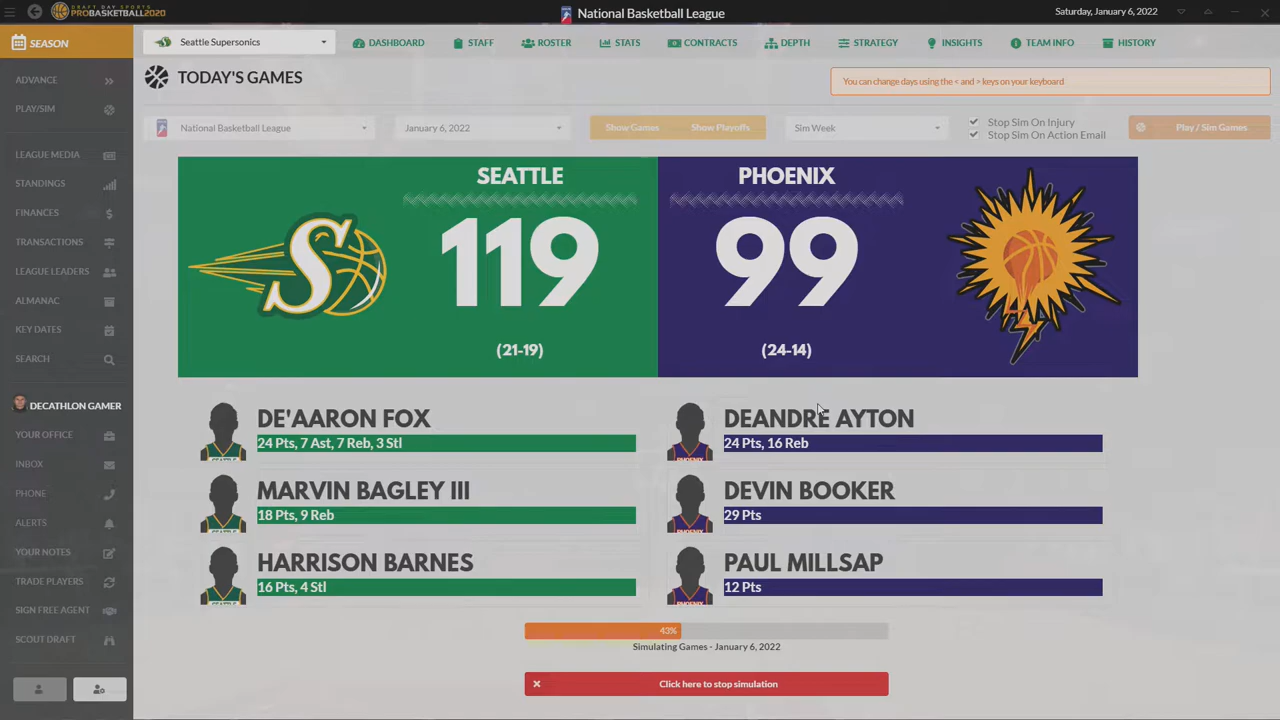 DRAFT DAY SPORTS
PROBASKETBALL2020
National Basketball League
Saturday, January 6, 2022
SEASON
Seattle Supersonics
DASHBOARD
STAFF
ROSTER
STATS
CONTRACTS
DEPTH
STRATEGY
INSIGHTS
TEAM INFO
HISTORY
ADVANCE
PLAY/SIM
LEAGUE MEDIA
STANDINGS
FINANCES
TRANSACTIONS
LEAGUE LEADERS
ALMANAC
KEY DATES
SEARCH
DECATHLON GAMER
YOUR OFFICE
INBOX
PHONE
ALERTS
YOUR NOTES
TRADE PLAYERS
SIGN FREE AGENT
SCOUT DRAFT
TODAY'S GAMES
You can change days using the < and > keys on your keyboard
National Basketball League
January 6, 2022
Show Games
Show Playoffs
Sim Week
Stop Sim On Injury
Stop Sim On Action Email
Play / Sim Games
SEATTLE
119
(21-19)
PHOENIX
99
(24-14)
DE'AARON FOX
24 Pts, 7 Ast, 7 Reb, 3 Stl
MARVIN BAGLEY III
18 Pts, 9 Reb
HARRISON BARNES
16 Pts, 4 Stl
DEANDRE AYTON
24 Pts, 16 Reb
DEVIN BOOKER
29 Pts
PAUL MILLSAP
12 Pts
43%
Simulating Games - January 6, 2022
Click here to stop simulation